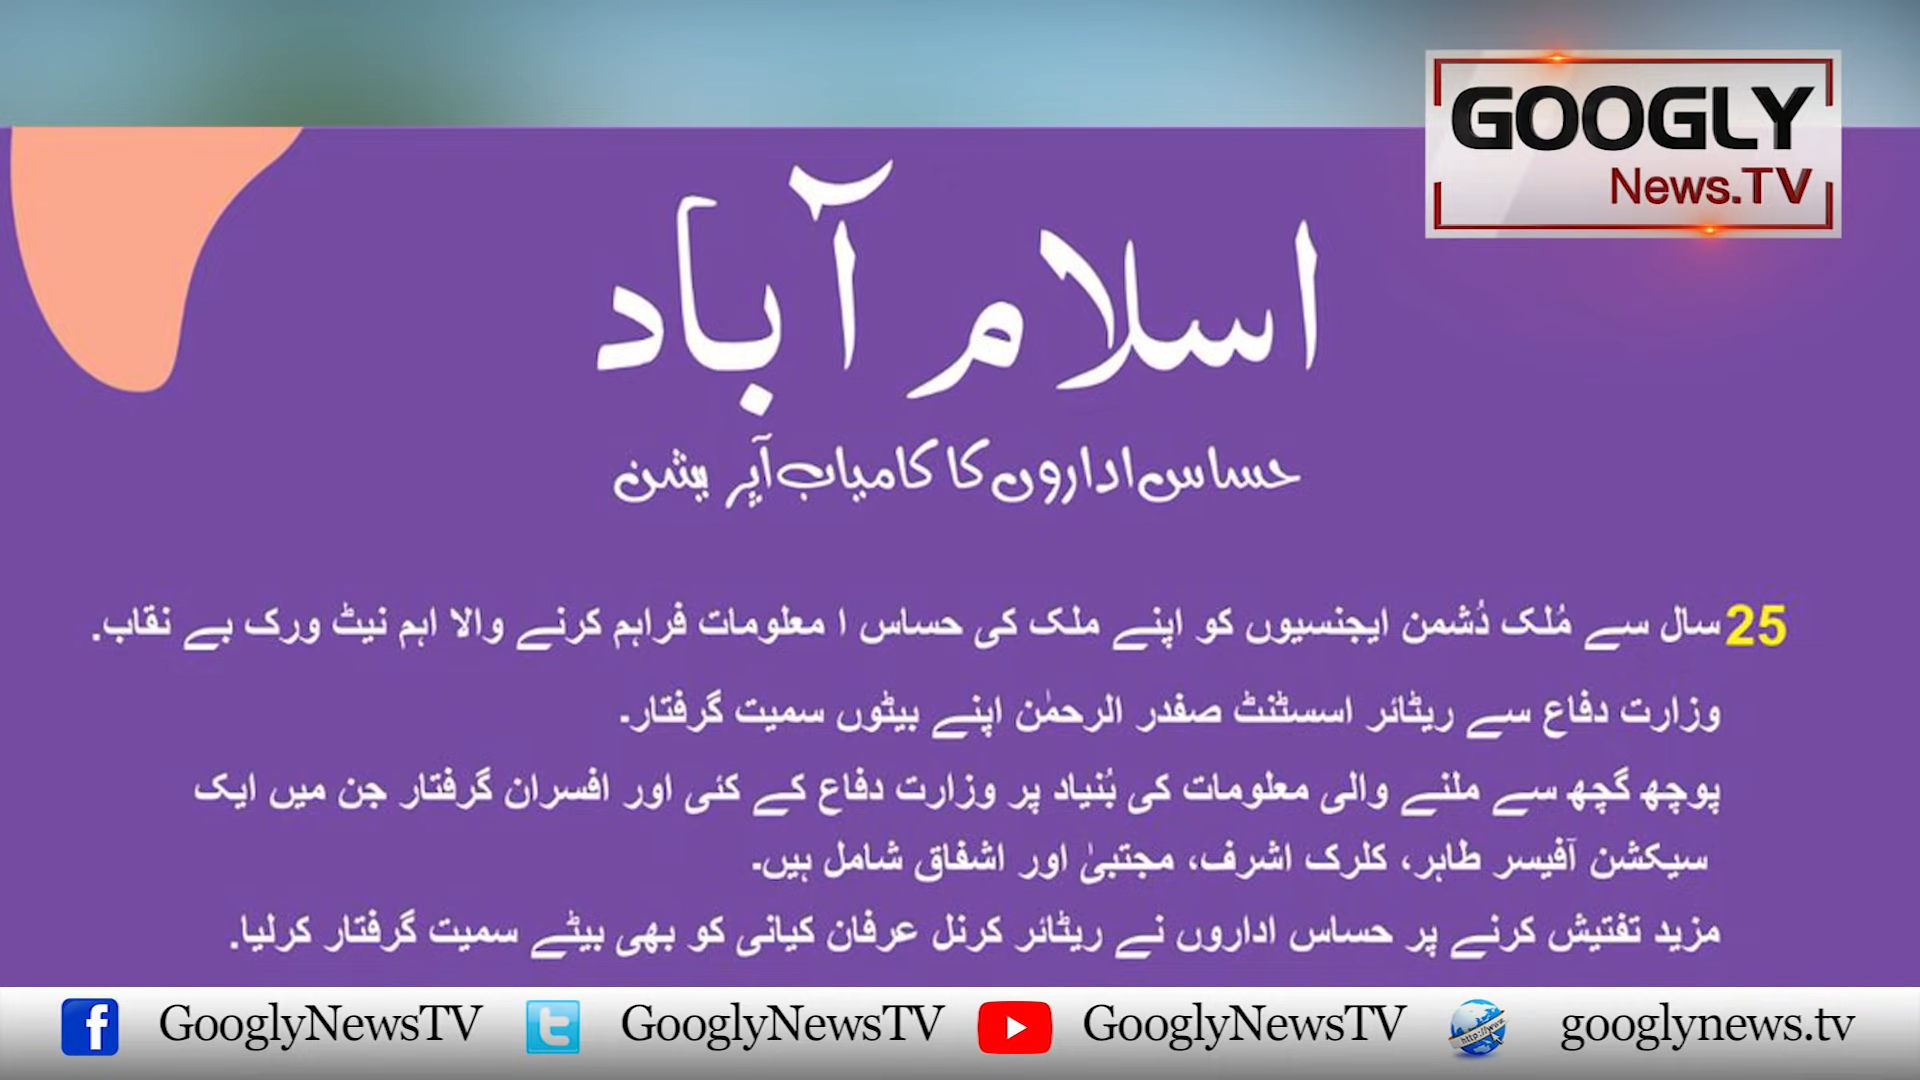 GOOGLY
News.TV
اسلام آباد
حساس اداروں کا کامیاب آپریشن
25 سال سے مُلک دُشمن ایجنسیوں کو اپنے ملک کی حساس ا معلومات فراہم کرنے والا اہم نیٹ ورک بے نقاب.
وزارت دفاع سے ریٹائر اسسٹنٹ صفدر الرحمٰن اپنے بیٹوں سمیت گرفتار۔
پوچھ گچھ سے ملنے والی معلومات کی بُنیاد پر وزارت دفاع کے کئی اور افسران گرفتار جن میں ایک
سیکشن آفیسر طاہر، کلرک اشرف، مجتبیٰ اور اشفاق شامل ہیں۔
مزید تفتیش کرنے پر حساس اداروں نے ریٹائر کرنل عرفان کیانی کو بھی بیٹے سمیت گرفتار کرلیا.
GooglyNewsTV GooglyNewsTV GooglyNewsTV googlynews.tv